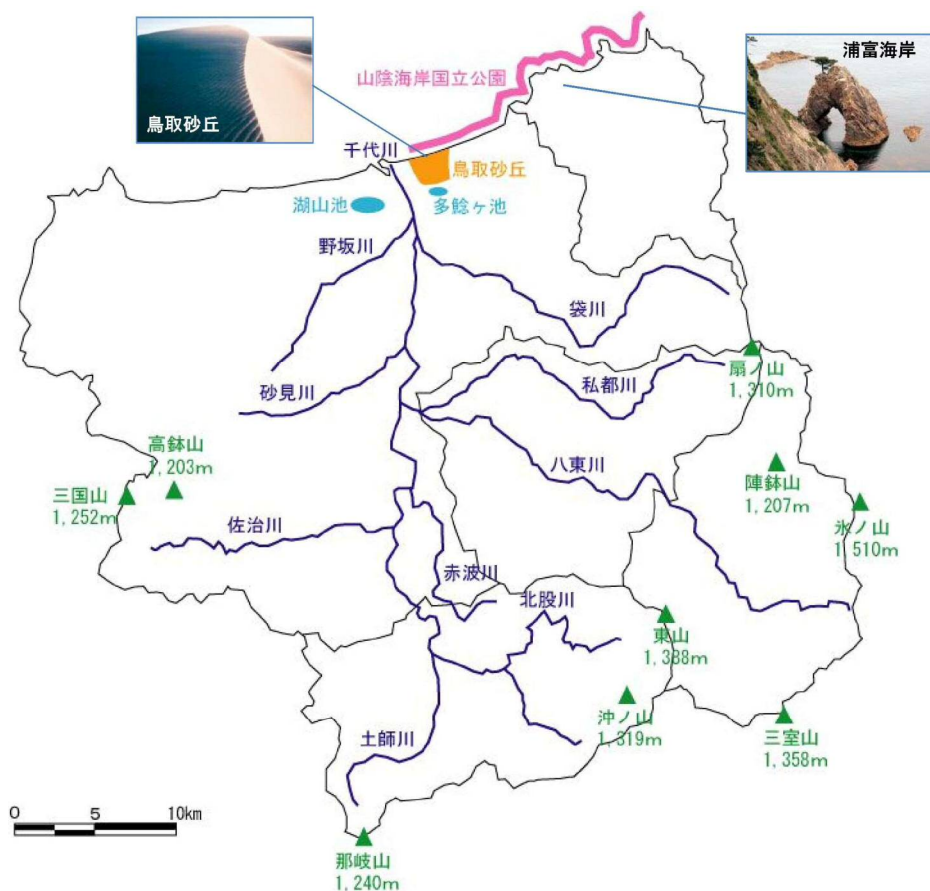 浦富海岸
山陰海岸国立公園
鳥取砂丘
千代川
鳥取砂丘
湖山池
多鯰ヶ池
野坂川
袋川
扇ノ山
1,310m
私都川
砂見川
高鉢山
1,203m
八東川
陣鉢山
1,207m
三国山
1,252m
氷ノ山
1,510m
佐治川
赤波川
北股川
東山
1,388m
沖ノ山
1,319m
土師川
三室山
1,358m
0 5 10km
那岐山
1,240m